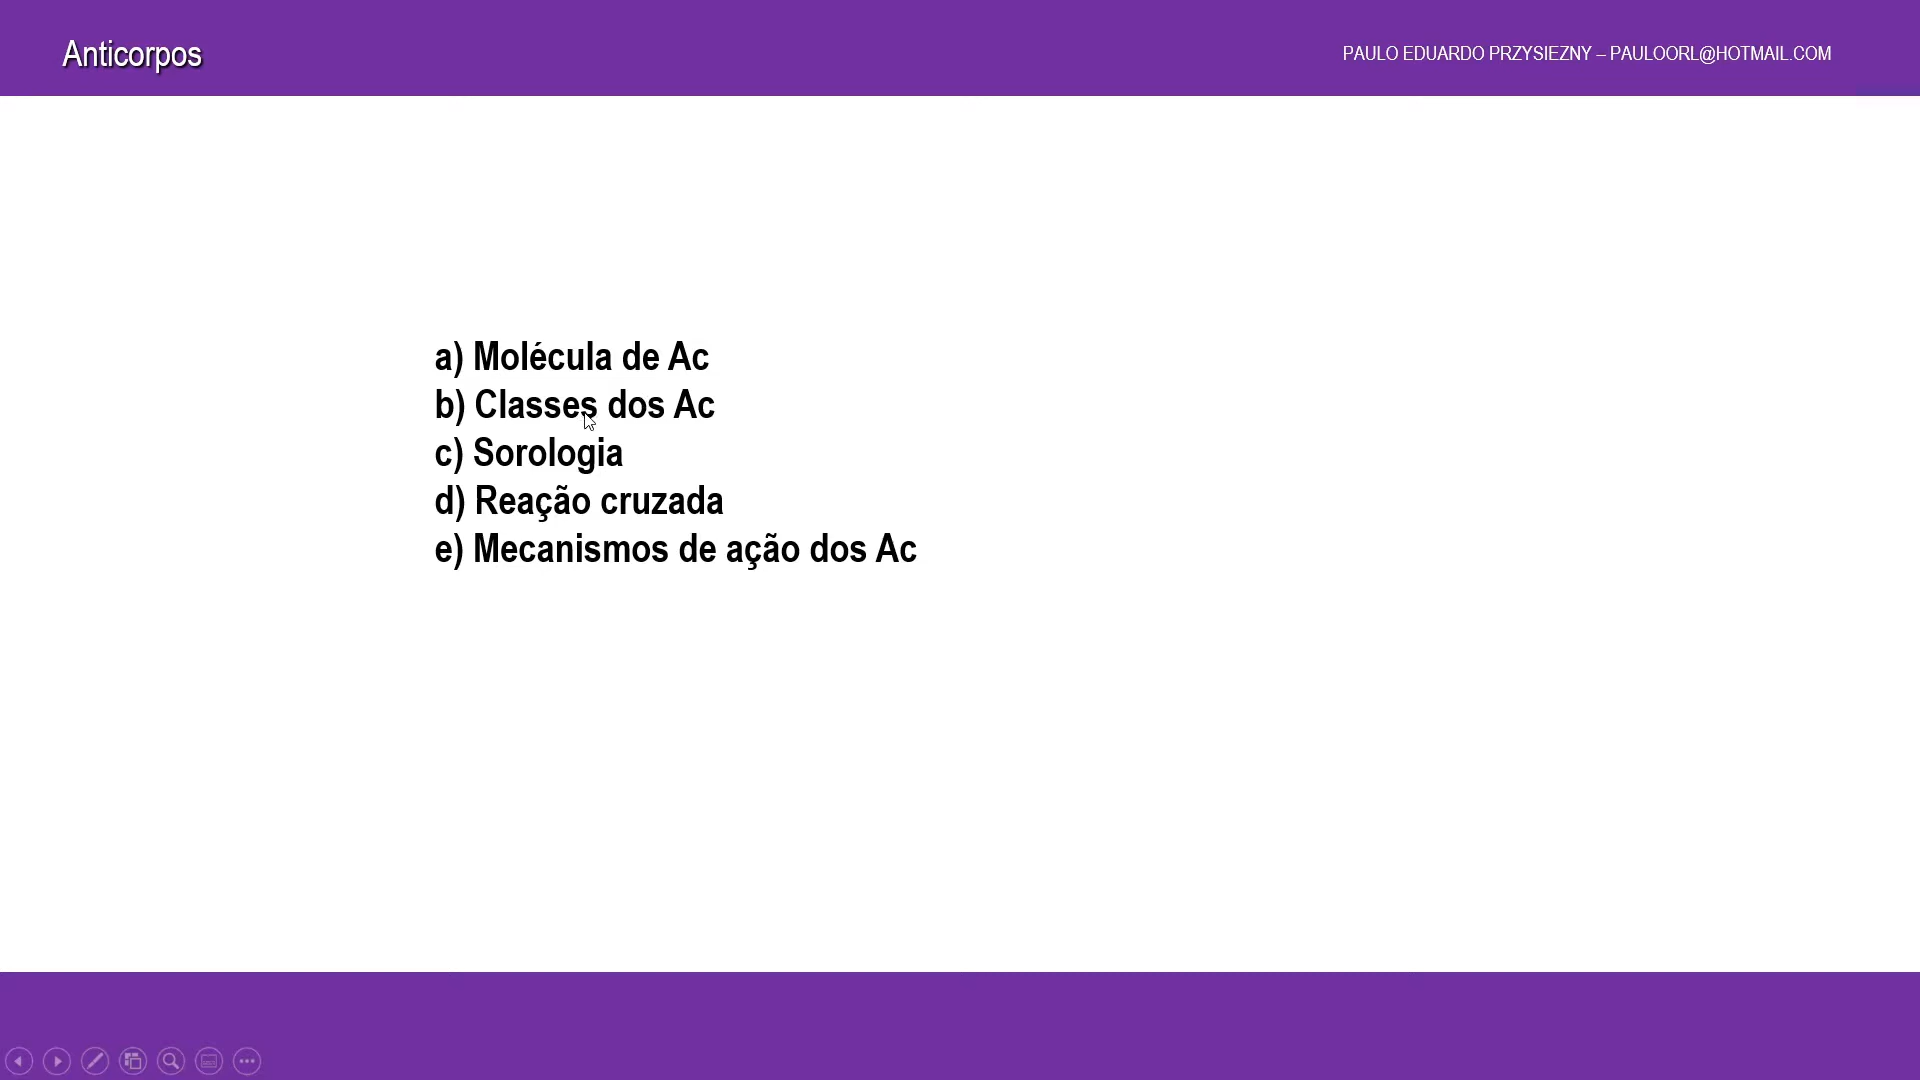 Anticorpos
PAULO EDUARDO PRZYSIEZNY – PAULOORL@HOTMAIL.COM
a) Molécula de Ac
b) Classes dos Ac
c) Sorologia
d) Reação cruzada
e) Mecanismos de ação dos Ac